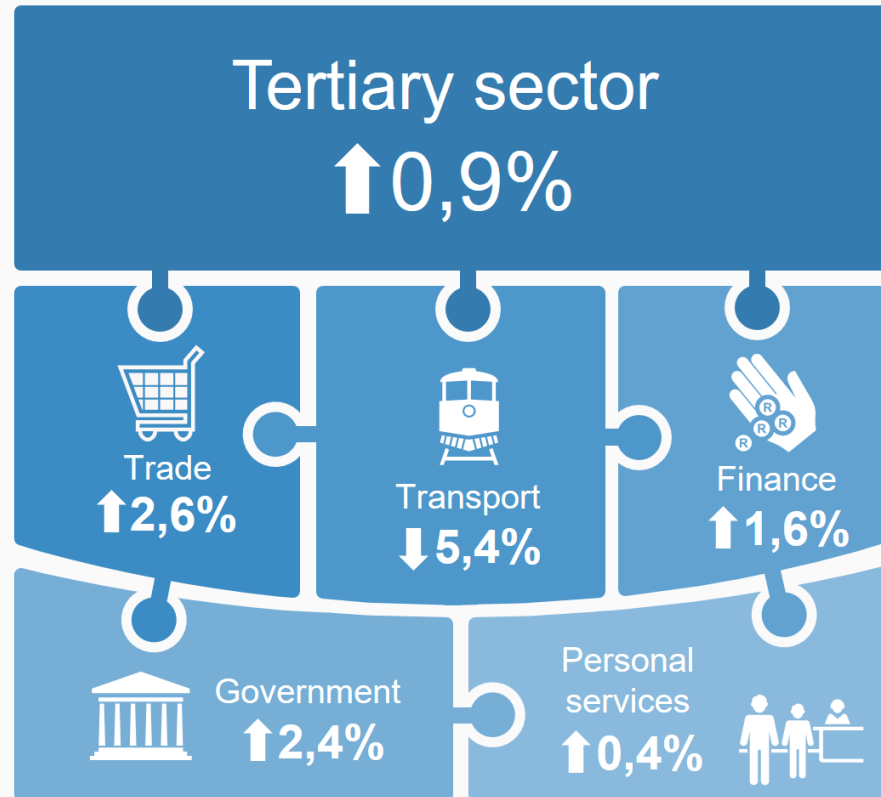 Tertiary sector
⬆0,9%
Trade
⬆2,6%
Transport
⬇5,4%
R
R
R
R
Finance
⬆1,6%
Government
⬆2,4%
Personal
services
⬆0,4%